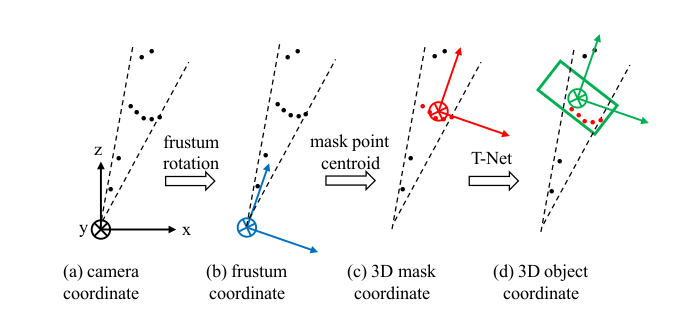 frustum
rotation
mask point
centroid
T-Net
z
y
x
(a) camera
coordinate
(b) frustum
coordinate
(c) 3D mask
coordinate
(d) 3D object
coordinate